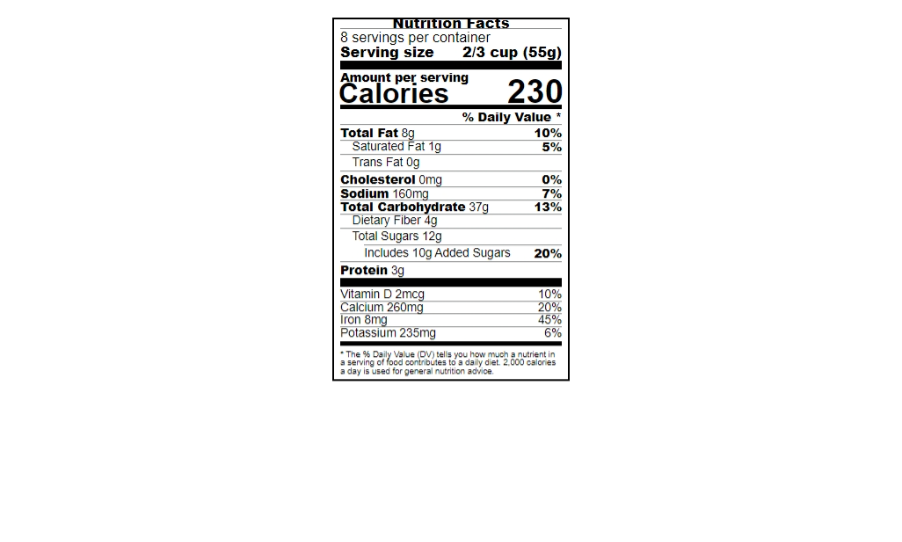 Nutrition Facts
8 servings per container
Serving size 2/3 cup (55g)
Amount per serving
Calories 230
% Daily Value *
Total Fat 8g 10%
Saturated Fat 1g 5%
Trans Fat 0g
Cholesterol 0mg 0%
Sodium 160mg 7%
Total Carbohydrate 37g 13%
Dietary Fiber 4g
Total Sugars 12g
Includes 10g Added Sugars 20%
Protein 3g
Vitamin D 2mcg 10%
Calcium 260mg 20%
Iron 8mg 45%
Potassium 235mg 6%
* The % Daily Value (DV) tells you how much a nutrient in
a serving of food contributes to a daily diet. 2,000 calories
a day is used for general nutrition advice.